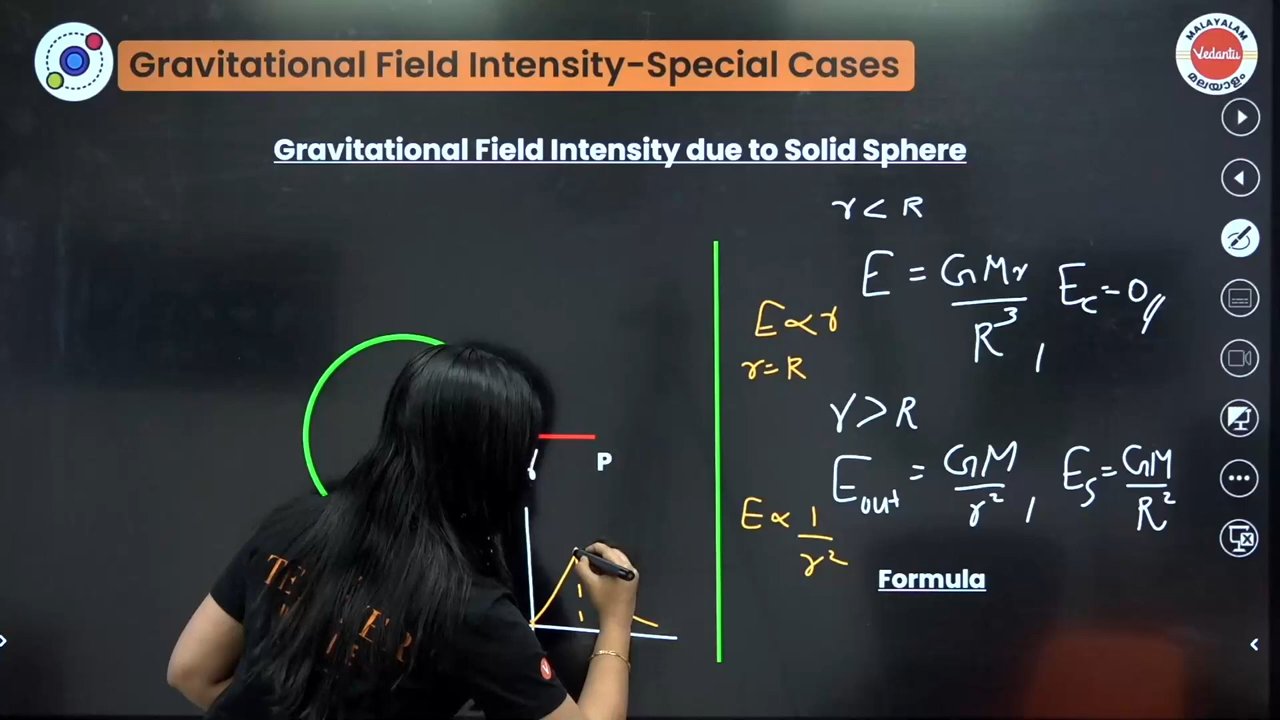 Gravitational Field Intensity-Special Cases
MALAYALAM
Vedantu
മലയാളം
Gravitational Field Intensity due to Solid Sphere
r < R
E = GMr/R³, E_c = 0
E ∝ r
r = R
r > R
E_out = GM/r², E_s = GM/R²
E ∝ 1/r²
P
Formula